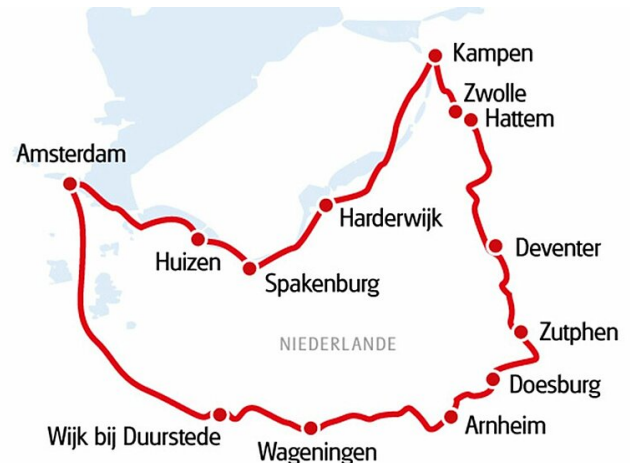 Kampen
Zwolle
Hattem
Amsterdam
Harderwijk
Huizen
Spakenburg
Deventer
NIEDERLANDE
Zutphen
Doesburg
Arnheim
Wijk bij Duurstede
Wageningen